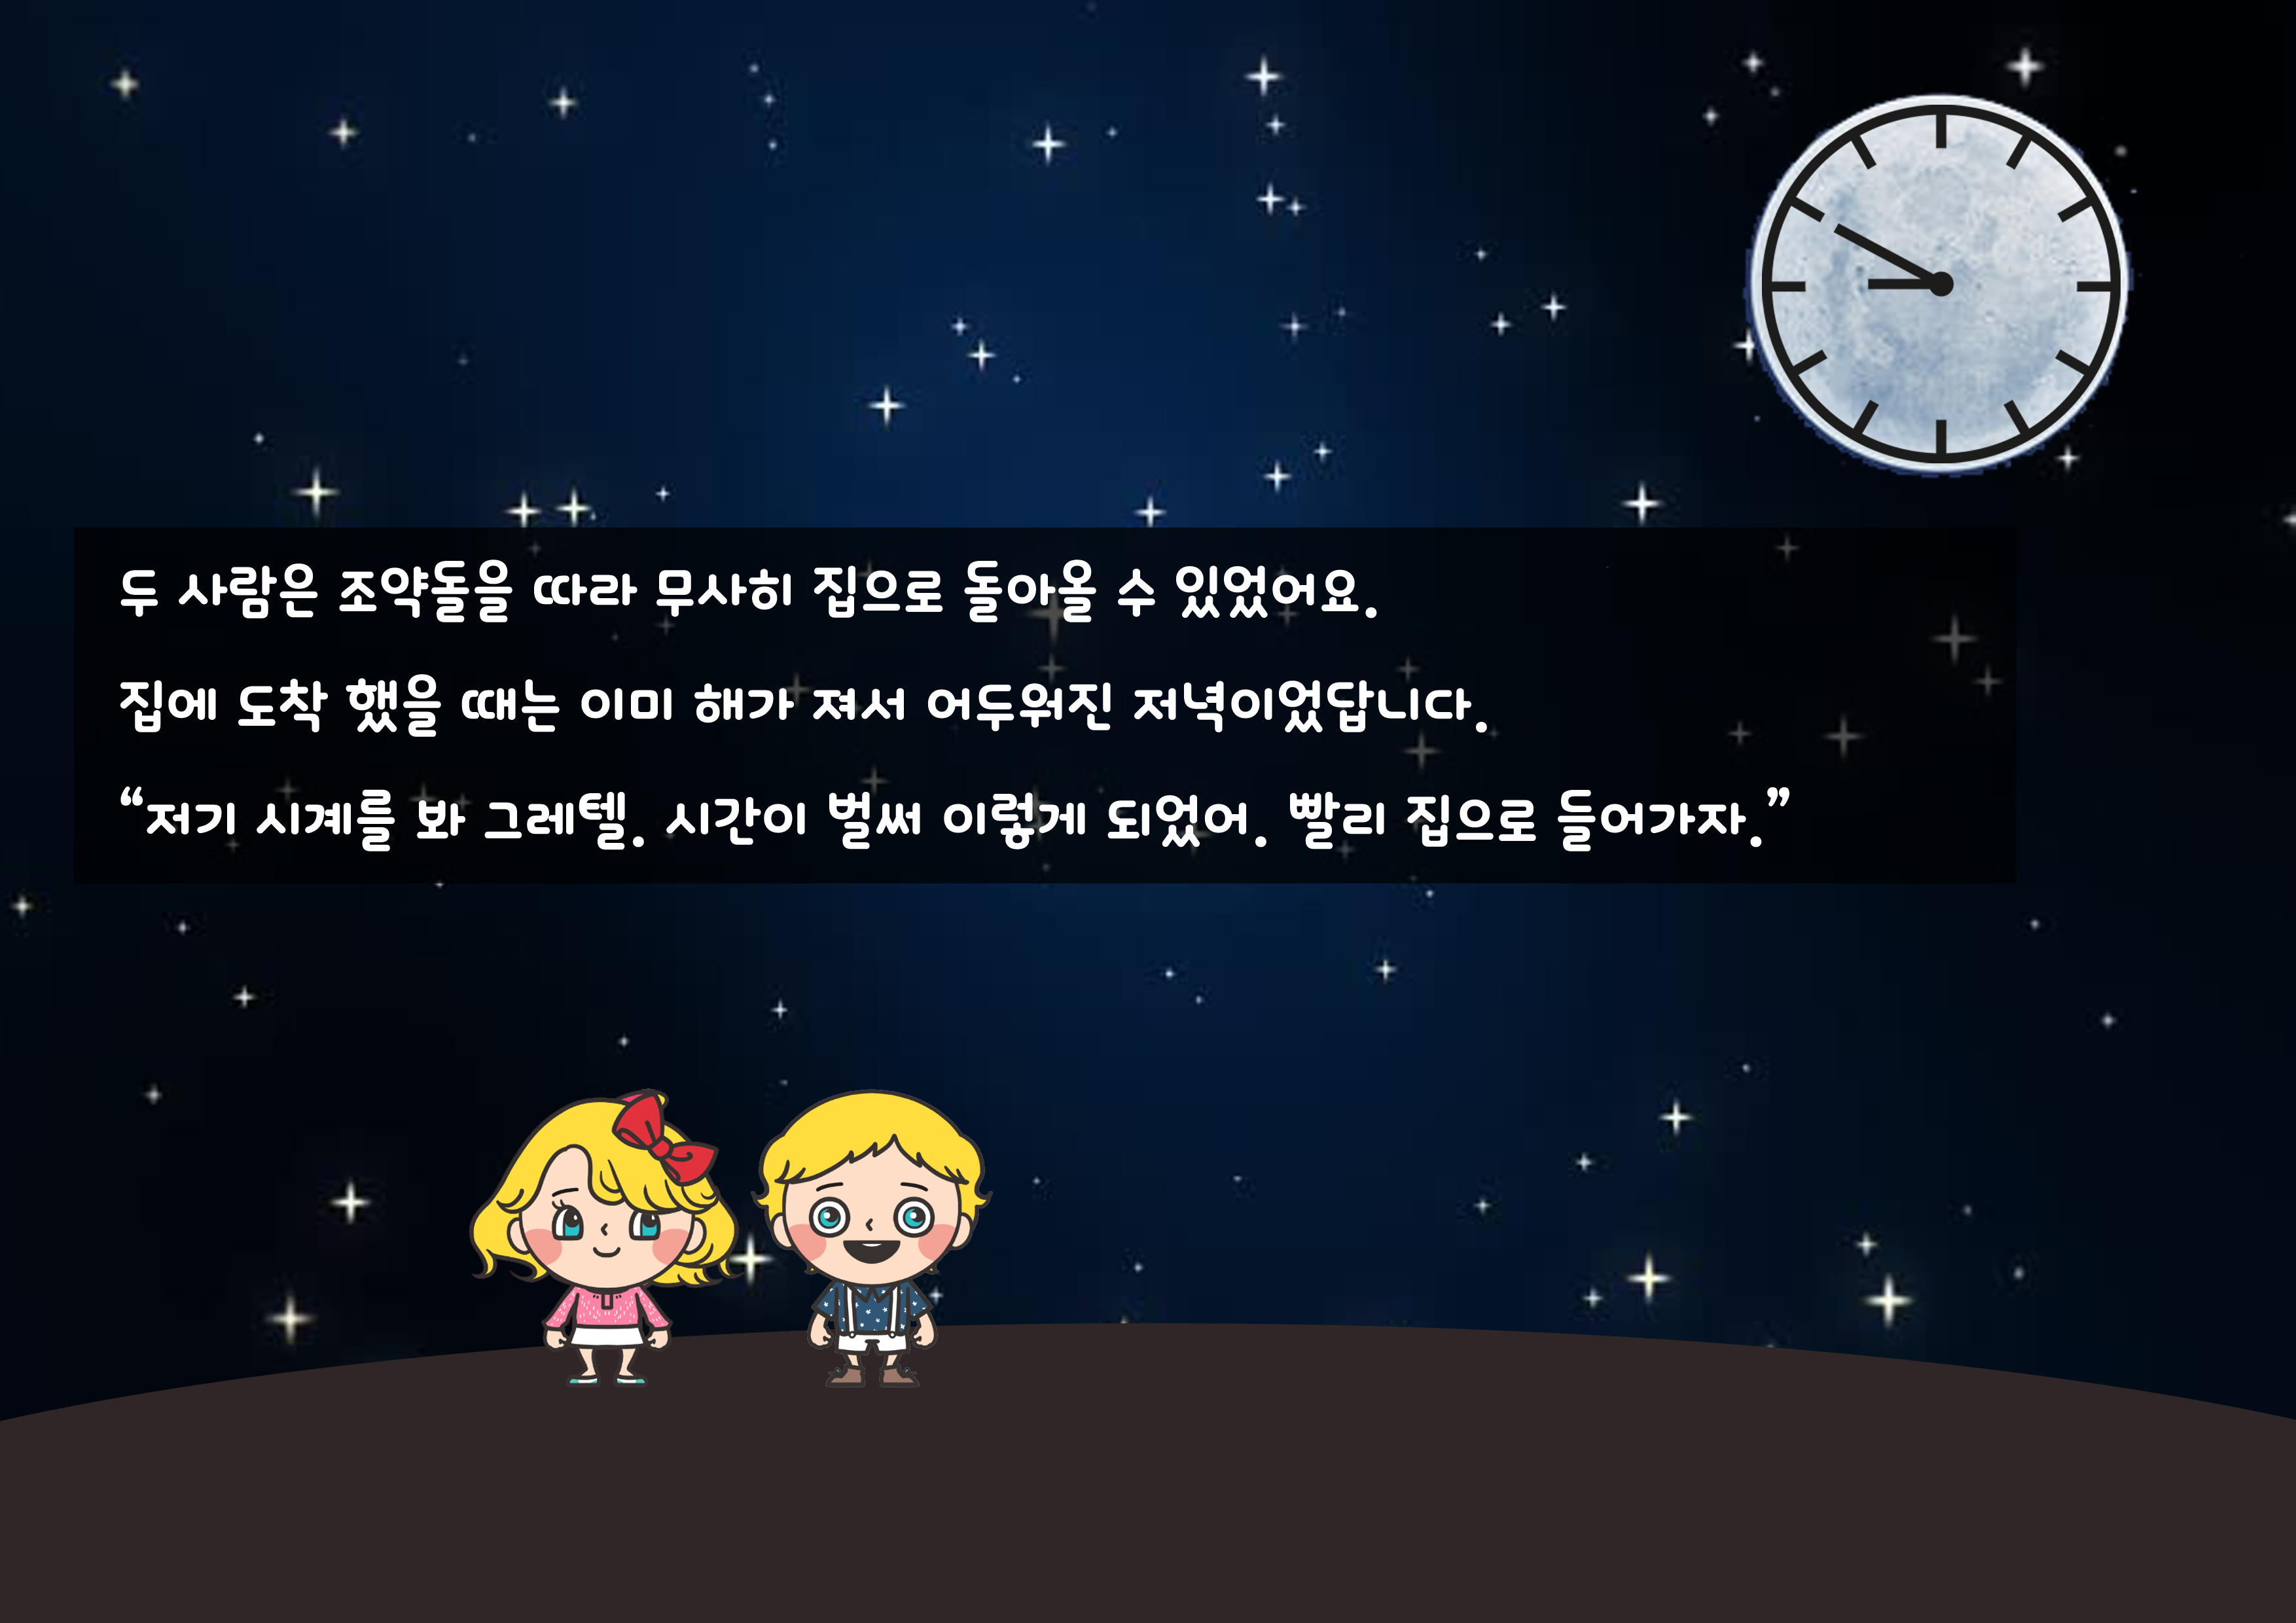 두 사람은 조약돌을 따라 무사히 집으로 돌아올 수 있었어요.
집에 도착 했을 때는 이미 해가 져서 어두워진 저녁이었답니다.
“저기 시계를 봐 그레텔. 시간이 벌써 이렇게 되었어. 빨리 집으로 들어가자.”